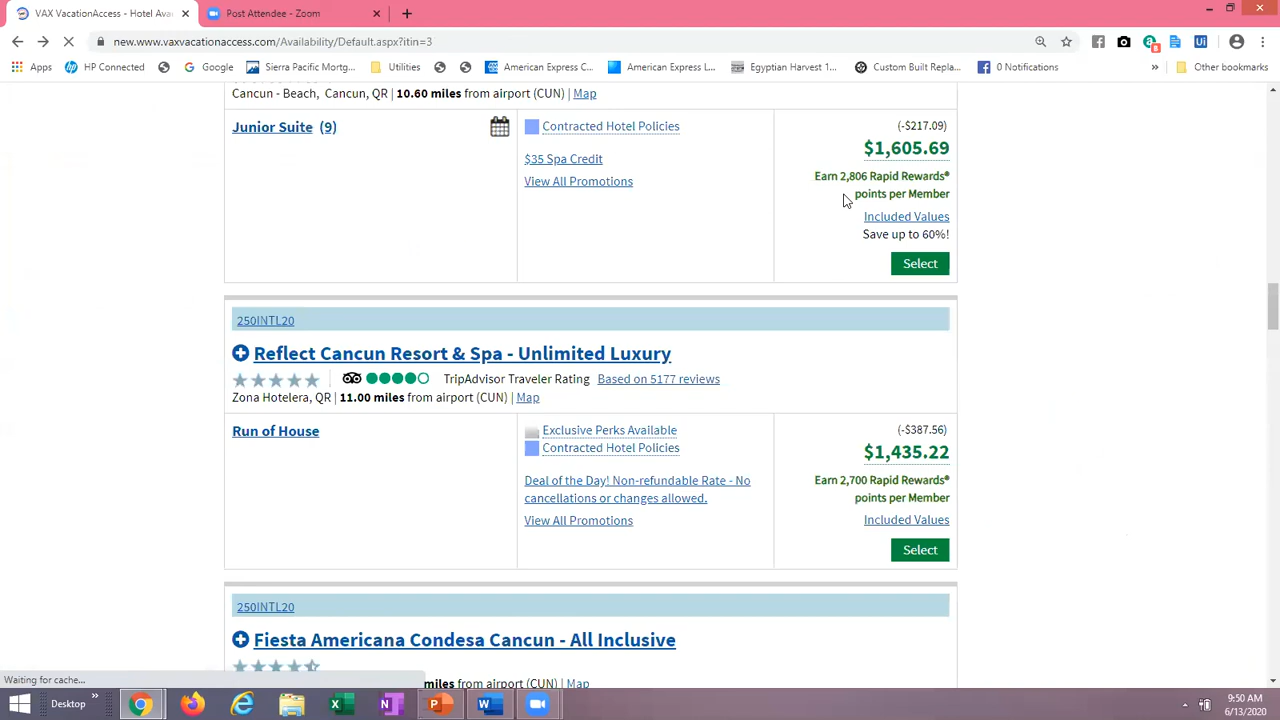 VAX VacationAccess - Hotel Avai
Post Attendee - Zoom
new.vaxvacationaccess.com/Availability/Default.aspx?itin=3
Apps
HP Connected
Google
Sierra Pacific Mortg...
Utilities
American Express C...
American Express L...
Egyptian Harvest 1...
Custom Built Repla...
0 Notifications
»
Other bookmarks
Cancun - Beach, Cancun, QR | 10.60 miles from airport (CUN) | Map
Junior Suite (9)
Contracted Hotel Policies
$35 Spa Credit
View All Promotions
(-$217.09)
$1,605.69
Earn 2,806 Rapid Rewards®
points per Member
Included Values
Save up to 60%!
Select
250INTL20
Reflect Cancun Resort & Spa - Unlimited Luxury
TripAdvisor Traveler Rating Based on 5177 reviews
Zona Hotelera, QR | 11.00 miles from airport (CUN) | Map
Run of House
Exclusive Perks Available
Contracted Hotel Policies
Deal of the Day! Non-refundable Rate - No
cancellations or changes allowed.
View All Promotions
(-$387.56)
$1,435.22
Earn 2,700 Rapid Rewards®
points per Member
Included Values
Select
250INTL20
Fiesta Americana Condesa Cancun - All Inclusive
miles from airport (CUN) | Map
Waiting for cache...
Desktop
»
9:50 AM
6/13/2020